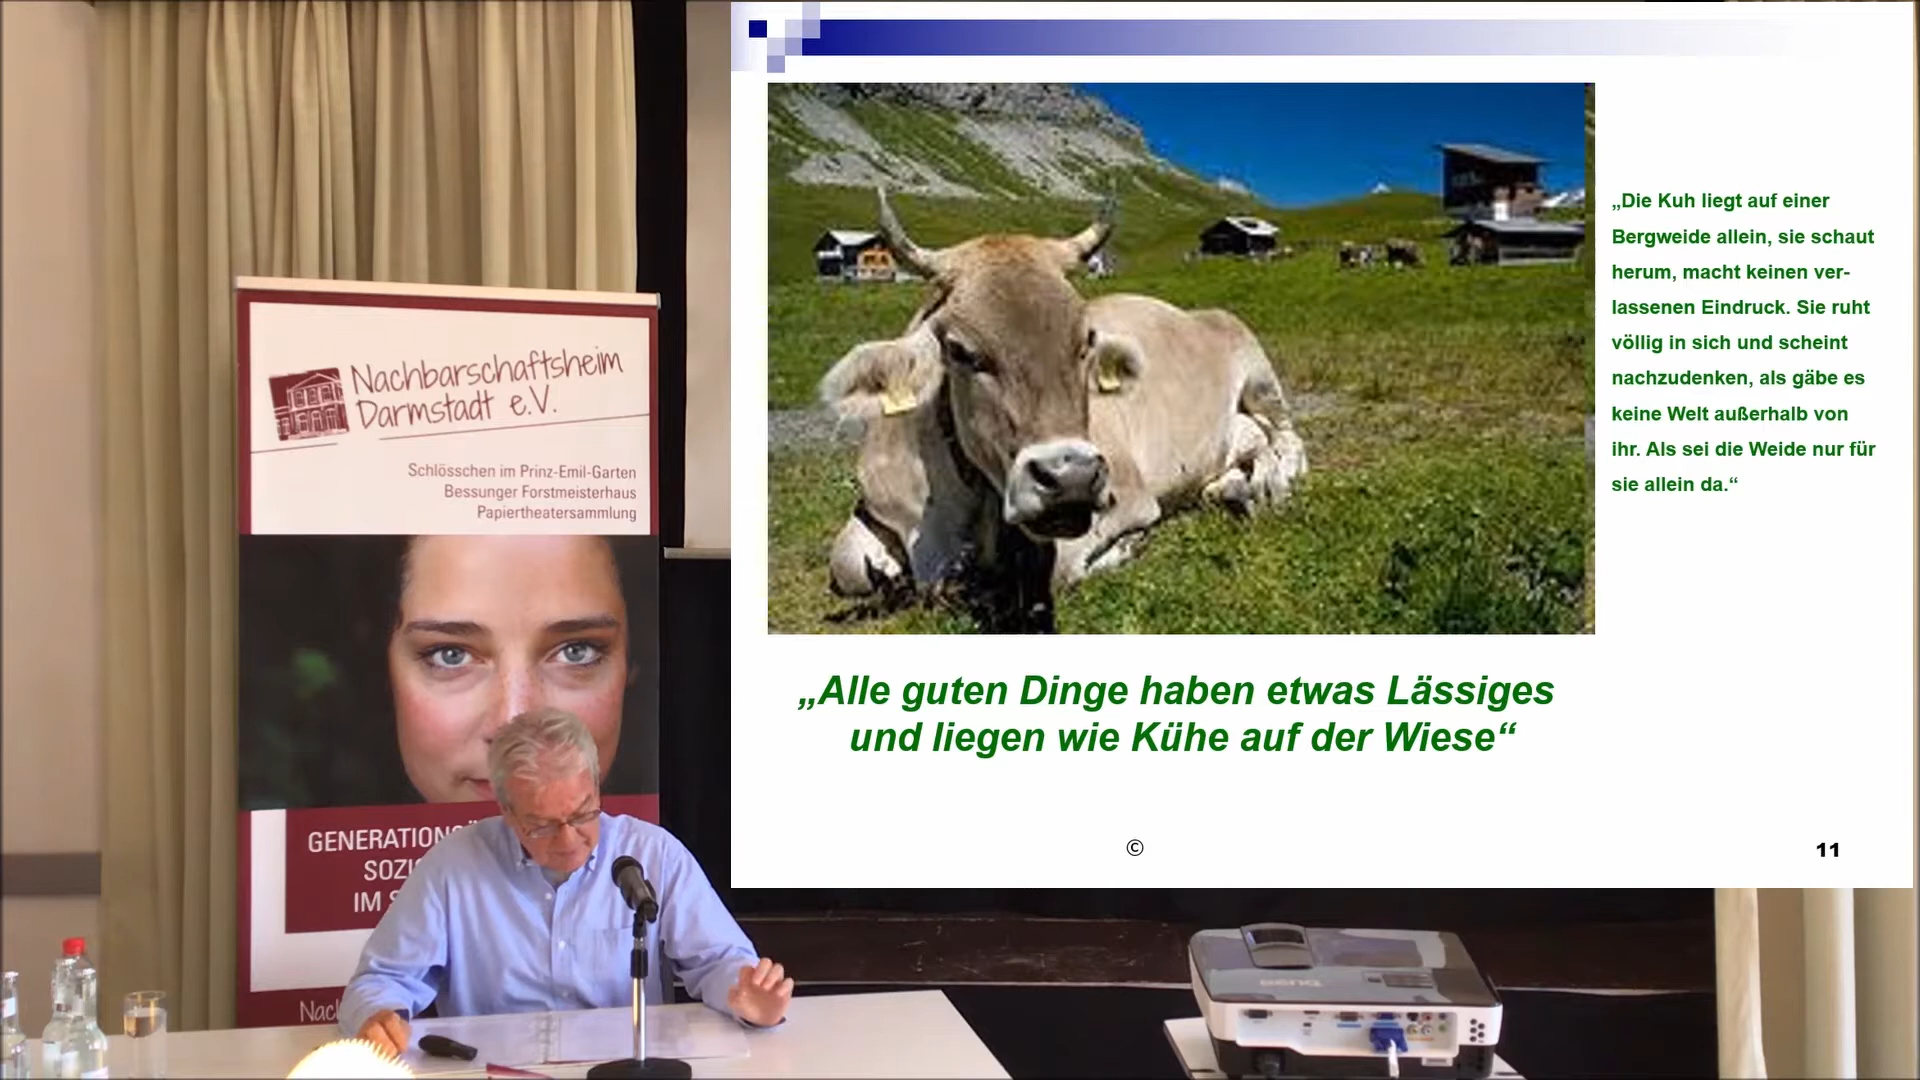 Nachbarschaftsheim
Darmstadt e.V.
Schlösschen im Prinz-Emil-Garten
Bessunger Forstmeisterhaus
Papiertheatersammlung
GENERATIONS
IM
Nac
„Die Kuh liegt auf einer
Bergweide allein, sie schaut
herum, macht keinen ver-
lassenen Eindruck. Sie ruht
völlig in sich und scheint
nachzudenken, als gäbe es
keine Welt außerhalb von
ihr. Als sei die Weide nur für
sie allein da.“
„Alle guten Dinge haben etwas Lässiges
und liegen wie Kühe auf der Wiese“
©
11
BENQ